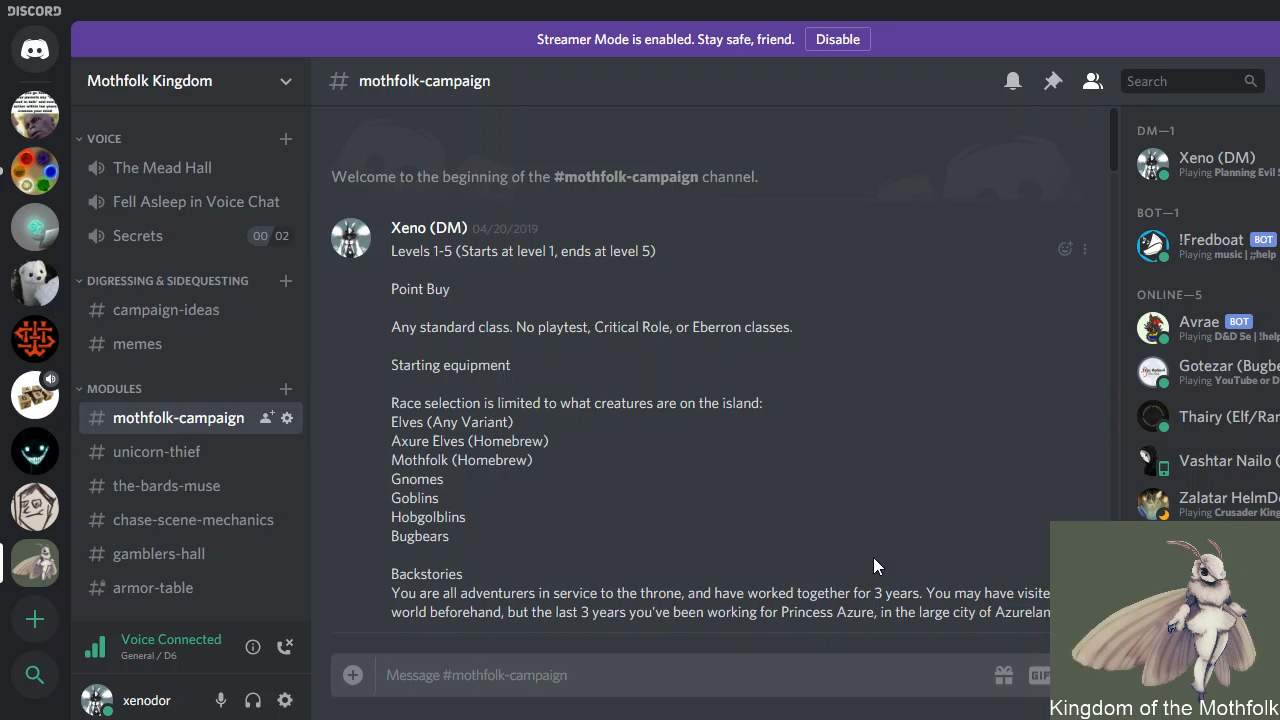 DISCORD
Streamer Mode is enabled. Stay safe, friend.
Disable
Mothfolk Kingdom
mothfolk-campaign
Search
VOICE
The Mead Hall
Fell Asleep in Voice Chat
Secrets
00 02
DIGRESSING & SIDEQUESTING
# campaign-ideas
# memes
MODULES
# mothfolk-campaign
# unicorn-thief
# the-bards-muse
# chase-scene-mechanics
# gamblers-hall
# armor-table
Voice Connected
General / D6
xenodor
Welcome to the beginning of the #mothfolk-campaign channel.
Xeno (DM) 04/20/2019
Levels 1-5 (Starts at level 1, ends at level 5)
Point Buy
Any standard class. No playtest, Critical Role, or Eberron classes.
Starting equipment
Race selection is limited to what creatures are on the island:
Elves (Any Variant)
Axure Elves (Homebrew)
Mothfolk (Homebrew)
Gnomes
Goblins
Hobgolblins
Bugbears
Backstories
You are all adventurers in service to the throne, and have worked together for 3 years. You may have visite
world beforehand, but the last 3 years you've been working for Princess Azure, in the large city of Azurelan
Message #mothfolk-campaign
GIF
DM—1
Xeno (DM)
Playing Planning Evil
BOT—1
!Fredboat BOT
Playing music | ;;help
ONLINE—5
Avrae BOT
Playing D&D 5e | !help
Gotezar (Bugbe
Playing YouTube or D
Thairy (Elf/Ran
Vashtar Nailo (
Zalatar HelmDe
Playing Crusader King
Kingdom of the Mothfolk